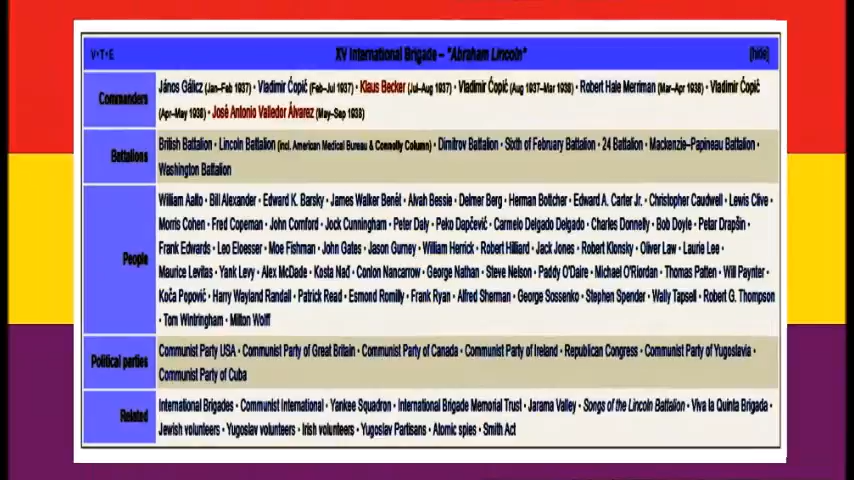 V·T·E XV International Brigade – "Abraham Lincoln" [hide]
Commanders
János Gálicz (Jan–Feb 1937) · Vladimir Ćopić (Feb–Jul 1937) · Klaus Becker (Jul–Aug 1937) · Vladimir Ćopić (Aug 1937–Mar 1938) · Robert Hale Merriman (Mar–Apr 1938) · Vladimir Ćopić
(Apr–May 1938) · José Antonio Valledor Álvarez (May–Sep 1938)
Battalions
British Battalion · Lincoln Battalion (incl. American Medical Bureau & Connolly Column) · Dimitrov Battalion · Sixth of February Battalion · 24 Battalion · Mackenzie–Papineau Battalion ·
Washington Battalion
People
William Aalto · Bill Alexander · Edward K. Barsky · James Walker Benét · Alvah Bessie · Delmer Berg · Herman Bottcher · Edward A. Carter Jr. · Christopher Caudwell · Lewis Clive ·
Morris Cohen · Fred Copeman · John Cornford · Jock Cunningham · Peter Daly · Peko Dapčević · Carmelo Delgado Delgado · Charles Donnelly · Bob Doyle · Petar Drapšin ·
Frank Edwards · Leo Eloesser · Moe Fishman · John Gates · Jason Gurney · William Herrick · Robert Hilliard · Jack Jones · Robert Klonsky · Oliver Law · Laurie Lee ·
Maurice Levitas · Yank Levy · Alex McDade · Kosta Nađ · Conlon Nancarrow · George Nathan · Steve Nelson · Paddy O'Daire · Michael O'Riordan · Thomas Patten · Will Paynter ·
Koča Popović · Harry Wayland Randall · Patrick Read · Esmond Romilly · Frank Ryan · Alfred Sherman · George Sossenko · Stephen Spender · Wally Tapsell · Robert G. Thompson
· Tom Wintringham · Milton Wolff
Political parties
Communist Party USA · Communist Party of Great Britain · Communist Party of Canada · Communist Party of Ireland · Republican Congress · Communist Party of Yugoslavia ·
Communist Party of Cuba
Related
International Brigades · Communist International · Yankee Squadron · International Brigade Memorial Trust · Jarama Valley · Songs of the Lincoln Battalion · Viva la Quinta Brigada ·
Jewish volunteers · Yugoslav volunteers · Irish volunteers · Yugoslav Partisans · Atomic spies · Smith Act